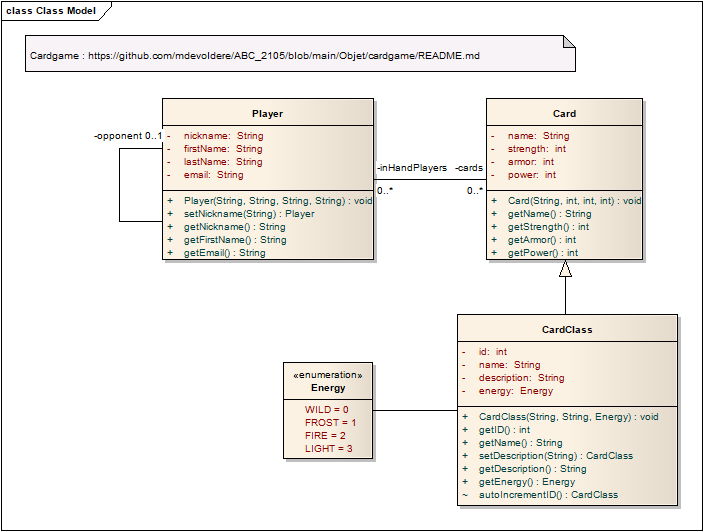 class Class Model
Cardgame : https://github.com/mdevoldere/ABC_2105/blob/main/Objet/cardgame/README.md
Player
- nickname: String
- firstName: String
- lastName: String
- email: String
+ Player(String, String, String, String) : void
+ setNickname(String) : Player
+ getNickname() : String
+ getFirstName() : String
+ getEmail() : String
-opponent 0..1
-inHandPlayers
0..*
-cards
0..*
Card
- name: String
- strength: int
- armor: int
- power: int
+ Card(String, int, int, int) : void
+ getName() : String
+ getStrength() : int
+ getArmor() : int
+ getPower() : int
CardClass
- id: int
- name: String
- description: String
- energy: Energy
+ CardClass(String, String, Energy) : void
+ getID() : int
+ getName() : String
+ setDescription(String) : CardClass
+ getDescription() : String
+ getEnergy() : Energy
~ autoIncrementID() : CardClass
«enumeration»
Energy
WILD = 0
FROST = 1
FIRE = 2
LIGHT = 3